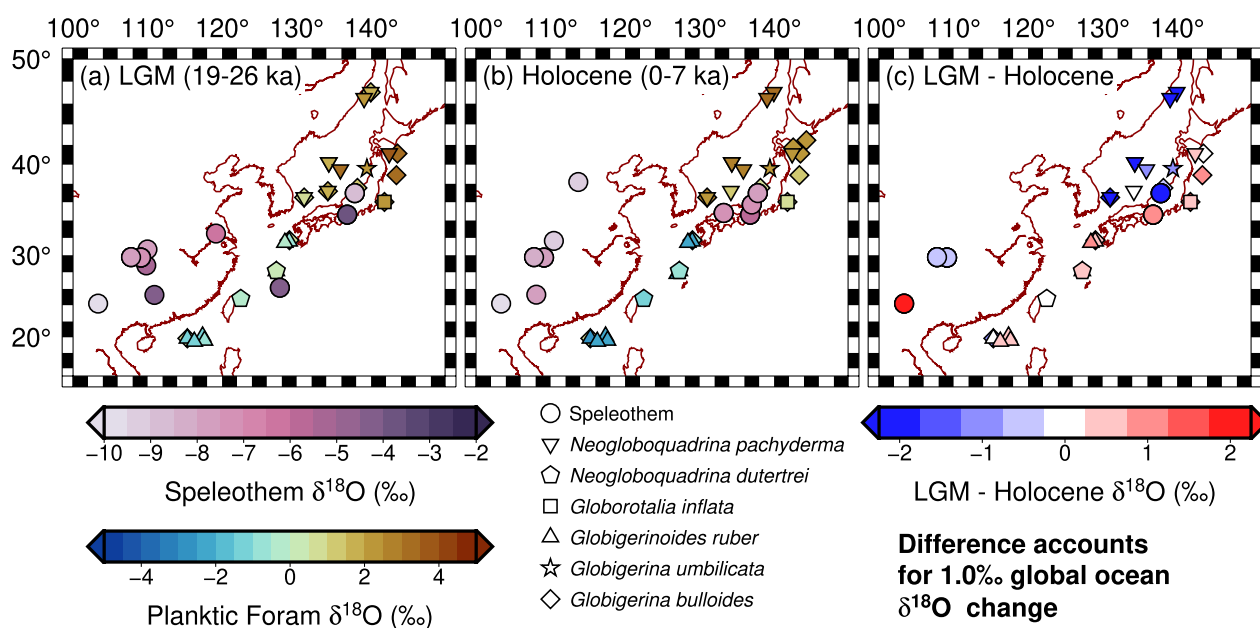 100° 120° 130° 140° 100° 120° 130° 140° 100° 120° 130° 140°
50°
40°
30°
20°
(a) LGM (19-26 ka)
(b) Holocene (0-7 ka)
(c) LGM - Holocene
−10 −9 −8 −7 −6 −5 −4 −3 −2
Speleothem δ¹⁸O (‰)
−4 −2 0 2 4
Planktic Foram δ¹⁸O (‰)
Speleothem
Neogloboquadrina pachyderma
Neogloboquadrina dutertrei
Globorotalia inflata
Globigerinoides ruber
Globigerina umbilicata
Globigerina bulloides
−2 −1 0 1 2
LGM - Holocene δ¹⁸O (‰)
Difference accounts
for 1.0‰ global ocean
δ¹⁸O change